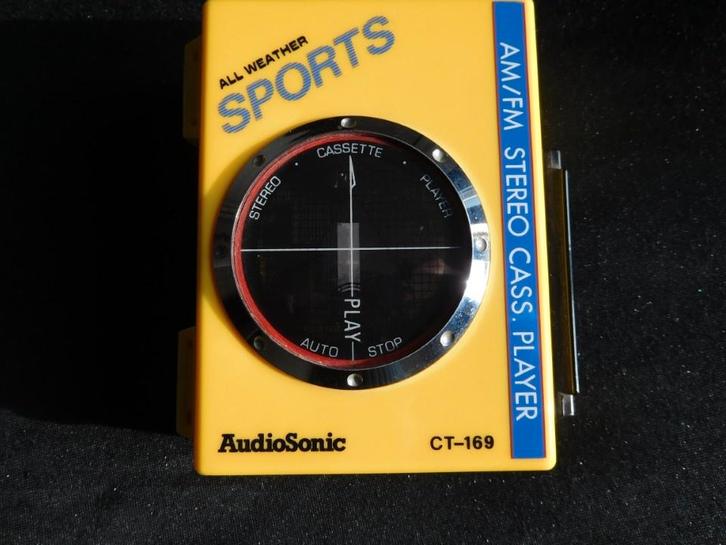 ALL WEATHER
SPORTS
AM/FM STEREO CASS. PLAYER
STEREO · CASSETTE · PLAYER
PLAY
AUTO STOP
AudioSonic
CT-169